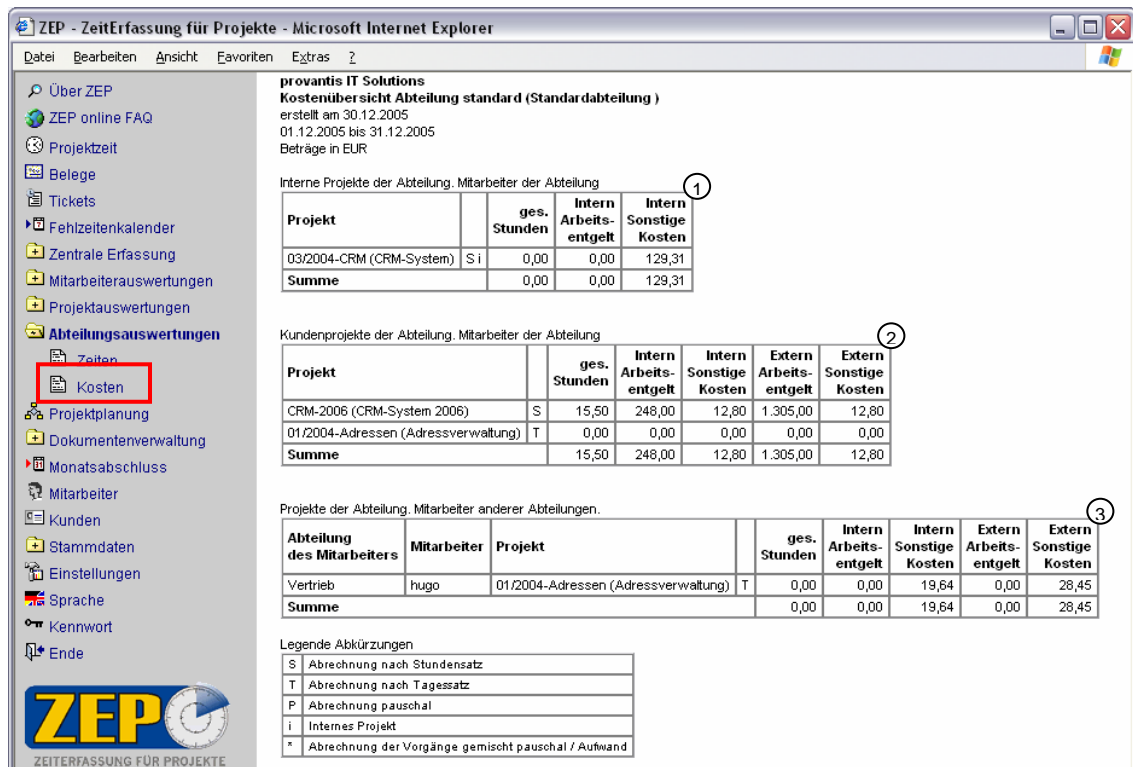 ZEP - ZeitErfassung für Projekte - Microsoft Internet Explorer
Datei Bearbeiten Ansicht Favoriten Extras ?
Über ZEP
ZEP online FAQ
Projektzeit
Belege
Tickets
Fehlzeitenkalender
Zentrale Erfassung
Mitarbeiterauswertungen
Projektauswertungen
Abteilungsauswertungen
Zeiten
Kosten
Projektplanung
Dokumentenverwaltung
Monatsabschluss
Mitarbeiter
Kunden
Stammdaten
Einstellungen
Sprache
Kennwort
Ende
ZEP
ZEITERFASSUNG FÜR PROJEKTE
provantis IT Solutions
Kostenübersicht Abteilung standard (Standardabteilung )
erstellt am 30.12.2005
01.12.2005 bis 31.12.2005
Beträge in EUR
Interne Projekte der Abteilung. Mitarbeiter der Abteilung
1
Projekt ges. Stunden Intern Arbeits-entgelt Intern Sonstige Kosten
03/2004-CRM (CRM-System) S i 0,00 0,00 129,31
Summe 0,00 0,00 129,31
Kundenprojekte der Abteilung. Mitarbeiter der Abteilung
2
Projekt ges. Stunden Intern Arbeits-entgelt Intern Sonstige Kosten Extern Arbeits-entgelt Extern Sonstige Kosten
CRM-2006 (CRM-System 2006) S 15,50 248,00 12,80 1.305,00 12,80
01/2004-Adressen (Adressverwaltung) T 0,00 0,00 0,00 0,00 0,00
Summe 15,50 248,00 12,80 1.305,00 12,80
Projekte der Abteilung. Mitarbeiter anderer Abteilungen.
3
Abteilung des Mitarbeiters Mitarbeiter Projekt ges. Stunden Intern Arbeits-entgelt Intern Sonstige Kosten Extern Arbeits-entgelt Extern Sonstige Kosten
Vertrieb hugo 01/2004-Adressen (Adressverwaltung) T 0,00 0,00 19,64 0,00 28,45
Summe 0,00 0,00 19,64 0,00 28,45
Legende Abkürzungen
S Abrechnung nach Stundensatz
T Abrechnung nach Tagessatz
P Abrechnung pauschal
i Internes Projekt
* Abrechnung der Vorgänge gemischt pauschal / Aufwand